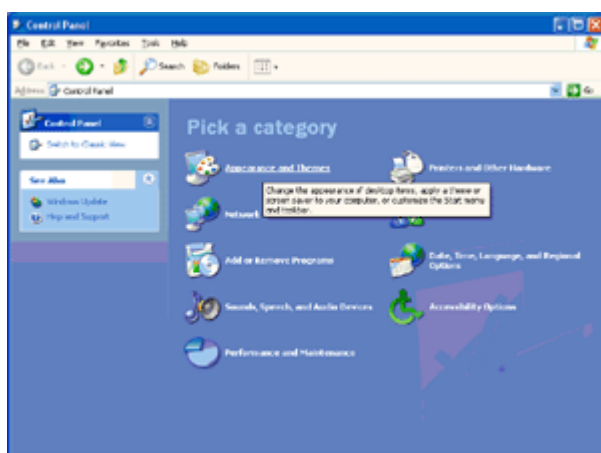 Control Panel
File Edit View Favorites Tools Help
Back Search Folders
Address Control Panel Go
Control Panel
Switch to Classic View
See Also
Windows Update
Help and Support
Pick a category
Appearance and Themes
Printers and Other Hardware
Change the appearance of desktop items, apply a theme or
screen saver to your computer, or customize the Start menu
and taskbar.
Network
Add or Remove Programs
Date, Time, Language, and Regional
Options
Sounds, Speech, and Audio Devices
Accessibility Options
Performance and Maintenance